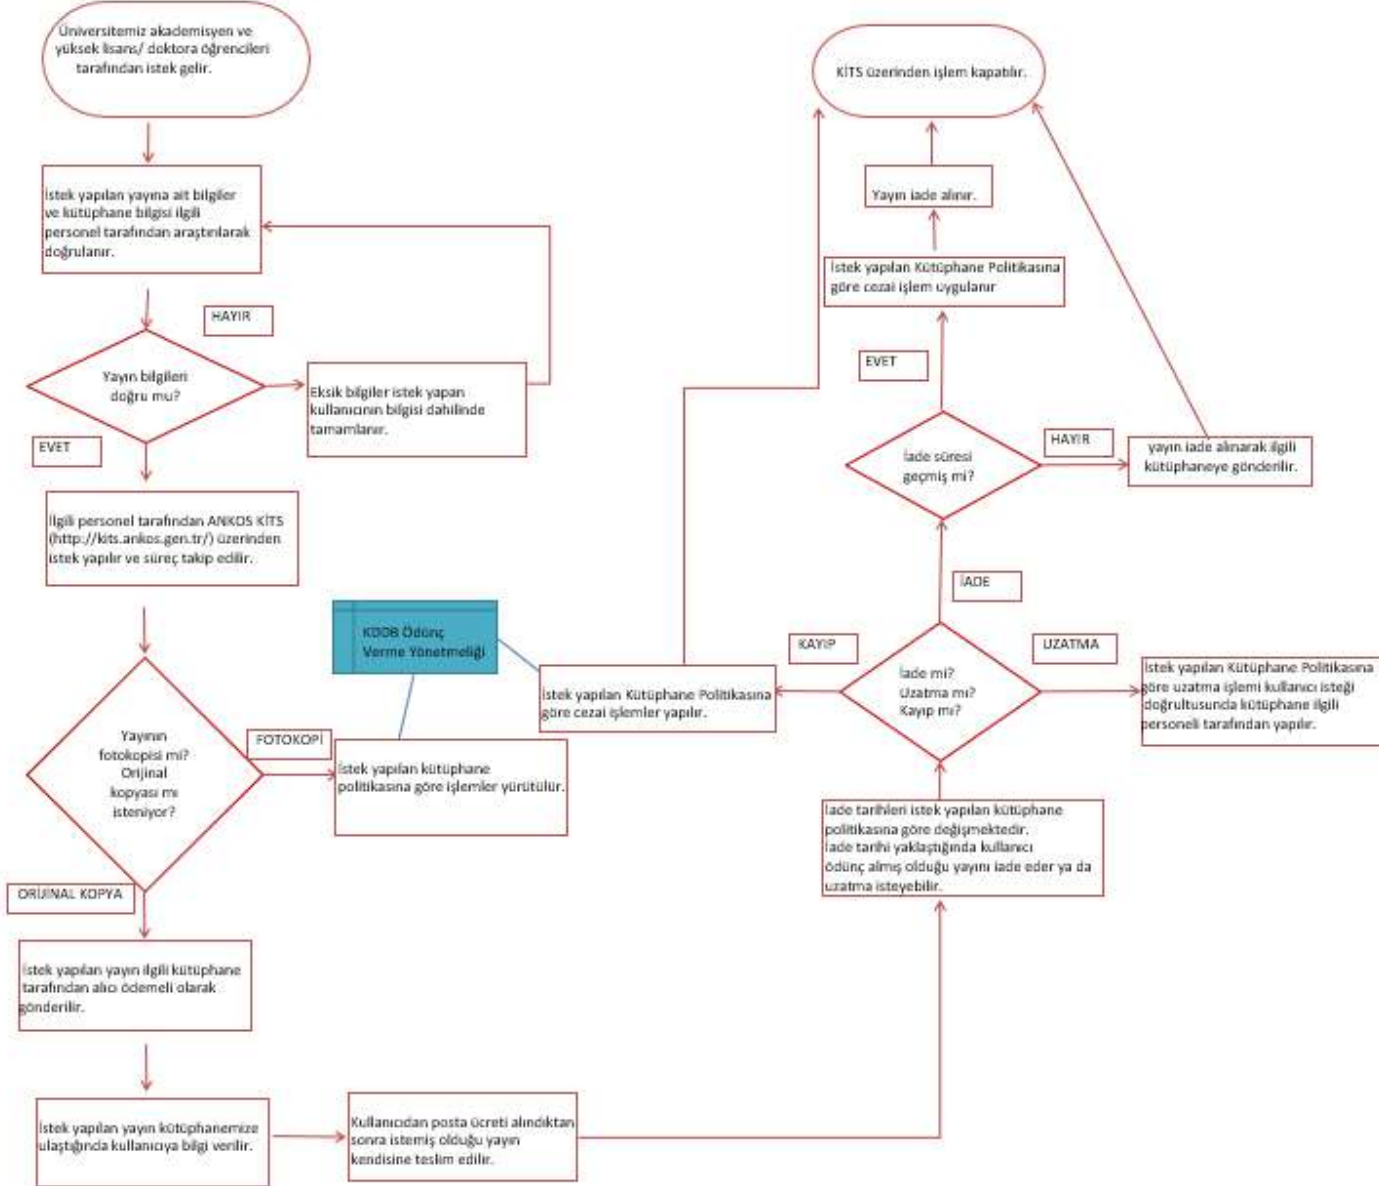 Üniversitemiz akademisyen ve
yüksek lisans/ doktora öğrencileri
tarafından istek gelir.
İstek yapılan yayına ait bilgiler
ve kütüphane bilgisi ilgili
personel tarafından araştırılarak
doğrulanır.
HAYIR
Yayın bilgileri
doğru mu?
Eksik bilgiler istek yapan
kullanıcının bilgisi dahilinde
tamamlanır.
EVET
İlgili personel tarafından ANKOS KİTS
(http://kits.ankos.gen.tr/) üzerinden
istek yapılır ve süreç takip edilir.
KDDB Ödünç
Verme Yönetmeliği
Yayının
fotokopisi mi?
Orijinal
kopyası mı
isteniyor?
FOTOKOPİ
İstek yapılan kütüphane
politikasına göre işlemler yürütülür.
ORIJINAL KOPYA
İstek yapılan yayın ilgili kütüphane
tarafından alıcı ödemeli olarak
gönderilir.
İstek yapılan yayın kütüphanemize
ulaştığında kullanıcıya bilgi verilir.
Kullanıcıdan posta ücreti alındıktan
sonra istemiş olduğu yayın
kendisine teslim edilir.
KİTS üzerinden işlem kapatılır.
Yayın iade alınır.
İstek yapılan Kütüphane Politikasına
göre cezai işlem uygulanır
EVET
İade süresi
geçmiş mi?
HAYIR
yayın iade alınarak ilgili
kütüphaneye gönderilir.
İADE
KAYIP
İade mi?
Uzatma mı?
Kayıp mı?
UZATMA
İstek yapılan Kütüphane Politikasına
göre cezai işlemler yapılır.
İstek yapılan Kütüphane Politikasına
göre uzatma işlemi kullanıcı isteği
doğrultusunda kütüphane ilgili
personeli tarafından yapılır.
İade tarihleri istek yapılan kütüphane
politikasına göre değişmektedir.
İade tarihi yaklaştığında kullanıcı
ödünç almış olduğu yayını iade eder ya da
uzatma isteyebilir.